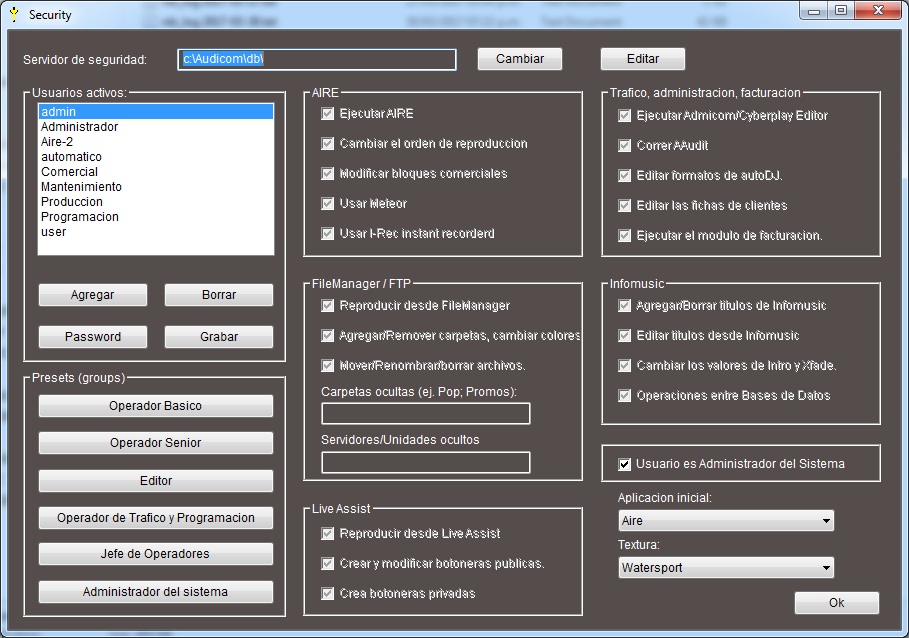 Security
Servidor de seguridad:
c:\Audicom\db\
Cambiar
Editar
Usuarios activos:
admin
Administrador
Aire-2
automatico
Comercial
Mantenimiento
Produccion
Programacion
user
Agregar
Borrar
Password
Grabar
Presets (groups)
Operador Basico
Operador Senior
Editor
Operador de Trafico y Programacion
Jefe de Operadores
Administrador del sistema
AIRE
Ejecutar AIRE
Cambiar el orden de reproduccion
Modificar bloques comerciales
Usar Meteor
Usar I-Rec instant recorderd
FileManager / FTP
Reproducir desde FileManager
Agregar/Remover carpetas, cambiar colores
Mover/Renombrar/borrar archivos.
Carpetas ocultas (ej. Pop; Promos):
Servidores/Unidades ocultos
Live Assist
Reproducir desde Live Assist
Crear y modificar botoneras publicas.
Crea botoneras privadas
Trafico, administracion, facturacion
Ejecutar Admicom/Cyberplay Editor
Correr AAudit
Editar formatos de autoDJ.
Editar las fichas de clientes
Ejecutar el modulo de facturacion.
Infomusic
Agregar/Borrar titulos de Infomusic
Editar titulos desde Infomusic
Cambiar los valores de Intro y Xfade.
Operaciones entre Bases de Datos
Usuario es Administrador del Sistema
Aplicacion inicial:
Aire
Textura:
Watersport
Ok